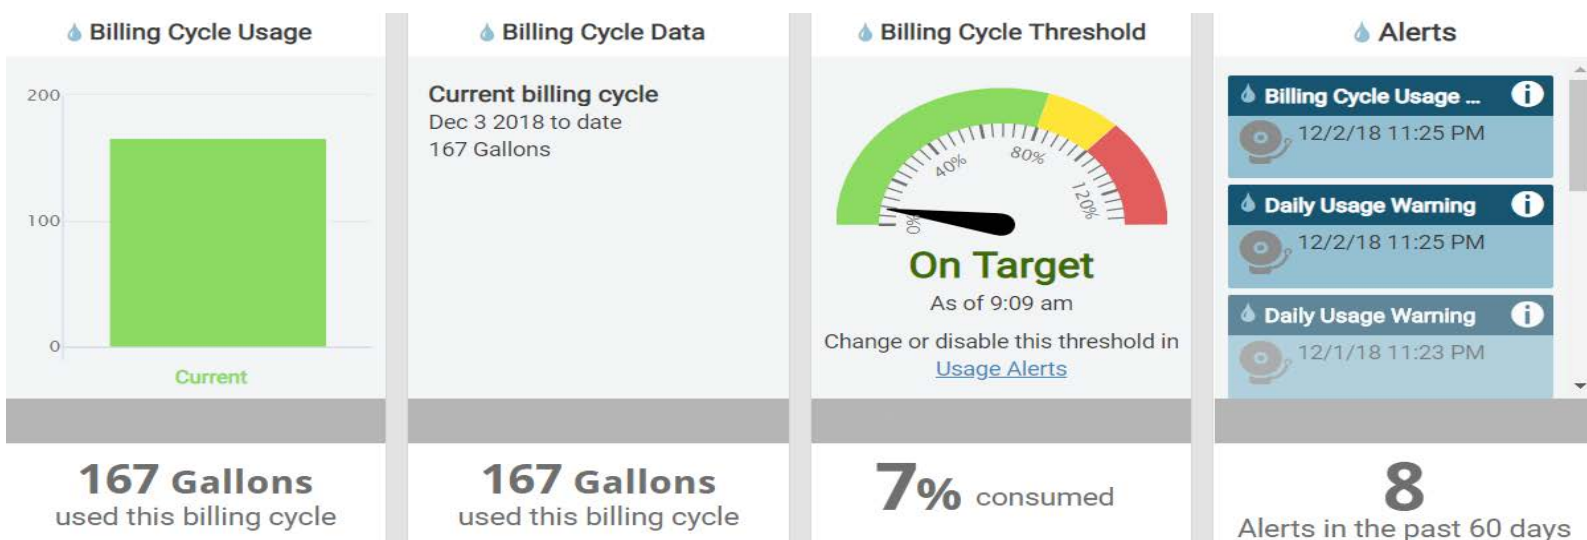 Billing Cycle Usage
200
100
0
Current
167 Gallons
used this billing cycle
Billing Cycle Data
Current billing cycle
Dec 3 2018 to date
167 Gallons
167 Gallons
used this billing cycle
Billing Cycle Threshold
0%
40%
80%
120%
On Target
As of 9:09 am
Change or disable this threshold in
Usage Alerts
7% consumed
Alerts
Billing Cycle Usage ...
12/2/18 11:25 PM
Daily Usage Warning
12/2/18 11:25 PM
Daily Usage Warning
12/1/18 11:23 PM
8
Alerts in the past 60 days